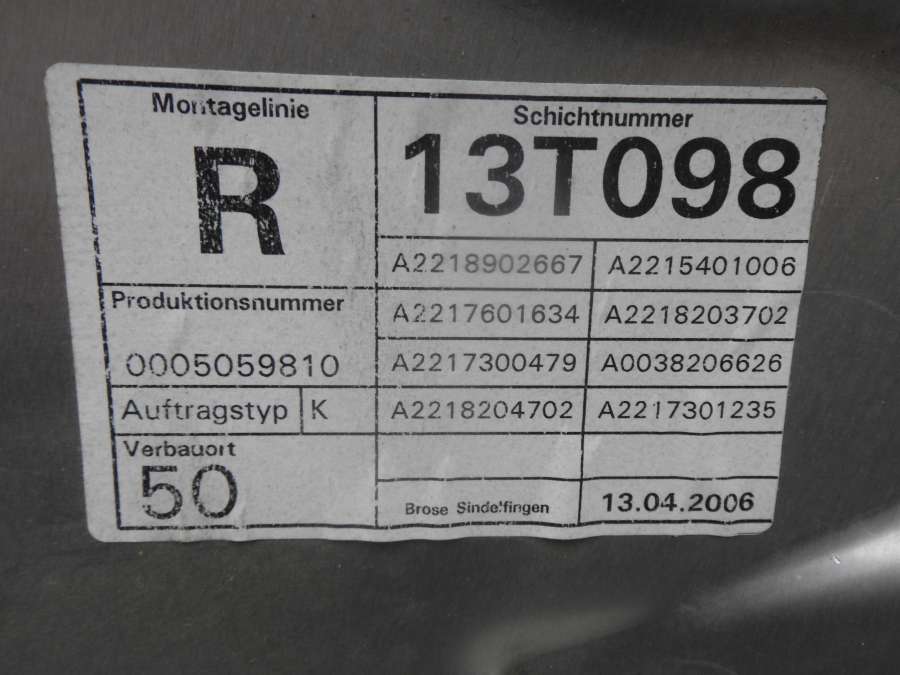 Montagelinie
R
Schichtnummer
13T098
A2218902667 A2215401006
A2217601634 A2218203702
A2217300479 A0038206626
A2218204702 A2217301235
Produktionsnummer
0005059810
Auftragstyp K
Verbauort
50
Brose Sindelfingen 13.04.2006